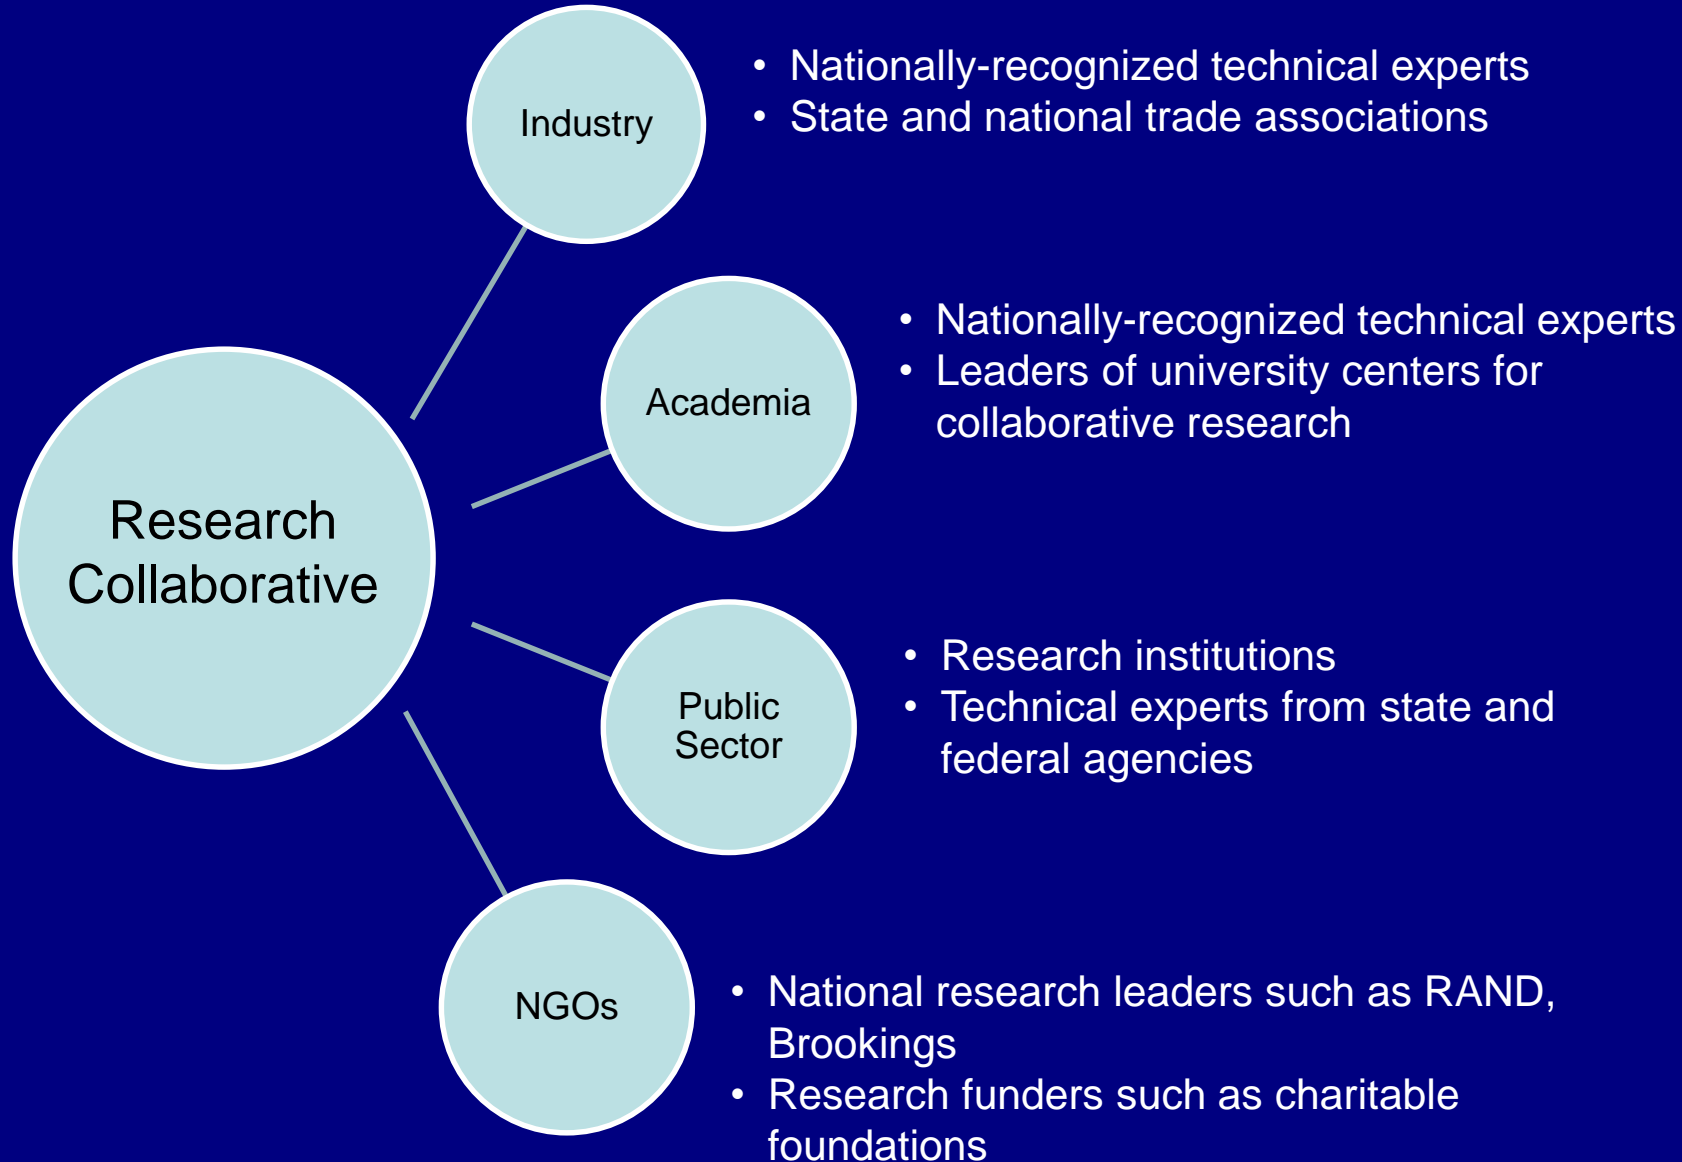 Industry
• Nationally-recognized technical experts
• State and national trade associations
Academia
• Nationally-recognized technical experts
• Leaders of university centers for
collaborative research
Research
Collaborative
Public
Sector
• Research institutions
• Technical experts from state and
federal agencies
NGOs
• National research leaders such as RAND,
Brookings
• Research funders such as charitable
foundations